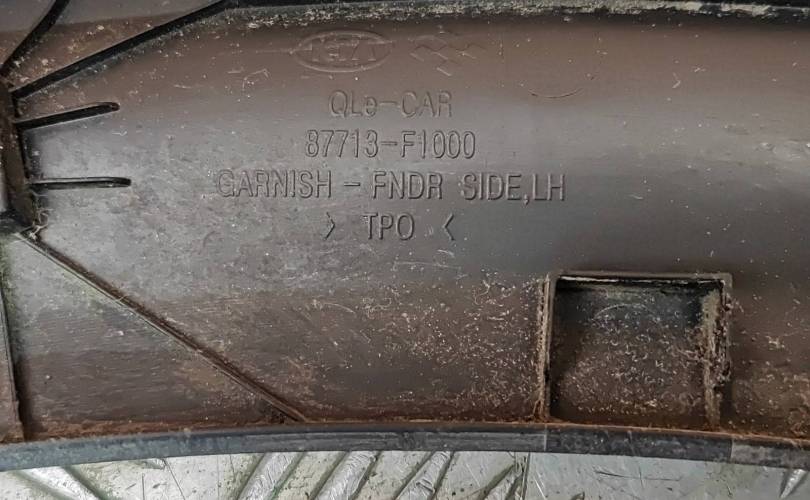 KIA
QLe-CAR
87713-F1000
GARNISH - FNDR SIDE,LH
> TPO <